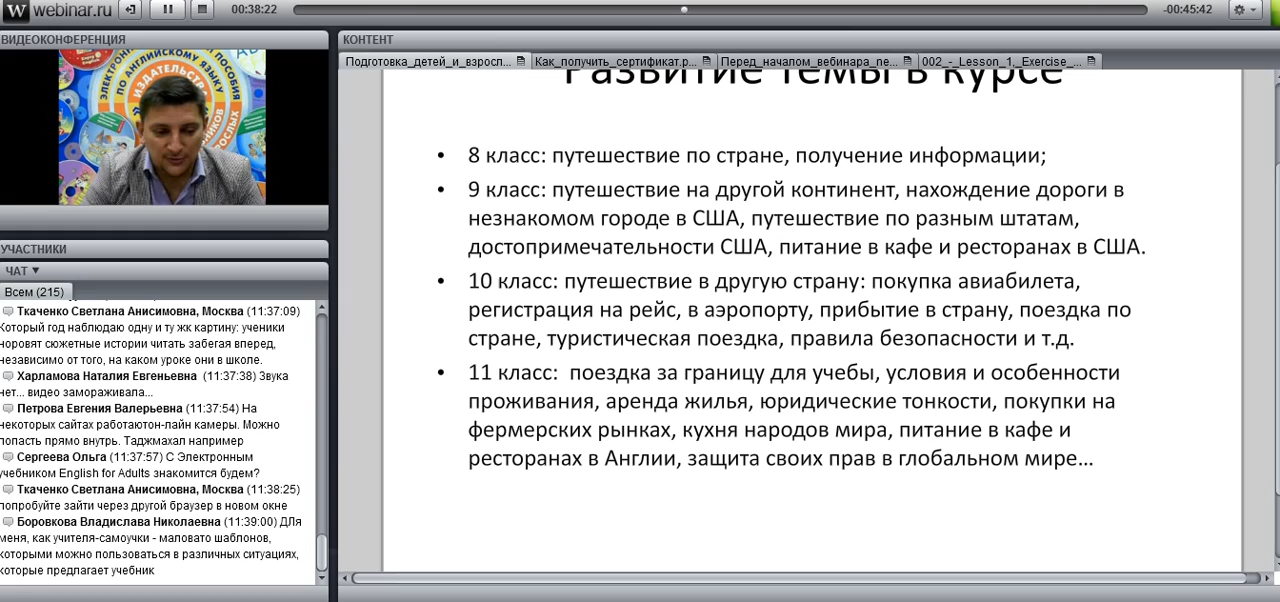 W webinar.ru
00:38:22
-00:45:42
ВИДЕОКОНФЕРЕНЦИЯ
ЭЛЕКТРОН
ПО АНГЛИЙСКОМУ ЯЗЫКУ
ПОСОБИЯ
ИЗДАТЕЛЬСТВ
НИКОВ
РОСЛЫХ
УЧАСТНИКИ
ЧАТ ▼
Всем (215)
Ткаченко Светлана Анисимовна, Москва (11:37:09)
Который год наблюдаю одну и ту жк картину: ученики
норовят сюжетные истории читать забегая вперед,
независимо от того, на каком уроке они в школе.
Харламова Наталия Евгеньевна (11:37:38) Звука
нет... видео замораживала...
Петрова Евгения Валерьевна (11:37:54) На
некоторых сайтах работаютон-лайн камеры. Можно
попасть прямо внутрь. Таджмахал например
Сергеева Ольга (11:37:57) С Электронным
учебником English for Adults знакомится будем?
Ткаченко Светлана Анисимовна, Москва (11:38:25)
попробуйте зайти через другой браузер в новом окне
Боровкова Владислава Николаевна (11:39:00) ДЛя
меня, как учителя-самоучки - маловато шаблонов,
которыми можно пользоваться в различных ситуациях,
которые предлагает учебник
КОНТЕНТ
Подготовка_детей_и_взросл... Как_получить_сертификат.p... Перед_началом_вебинара_пе... 002_-_Lesson_1,_Exercise_...
Развитие темы в курсе
• 8 класс: путешествие по стране, получение информации;
• 9 класс: путешествие на другой континент, нахождение дороги в
незнакомом городе в США, путешествие по разным штатам,
достопримечательности США, питание в кафе и ресторанах в США.
• 10 класс: путешествие в другую страну: покупка авиабилета,
регистрация на рейс, в аэропорту, прибытие в страну, поездка по
стране, туристическая поездка, правила безопасности и т.д.
• 11 класс: поездка за границу для учебы, условия и особенности
проживания, аренда жилья, юридические тонкости, покупки на
фермерских рынках, кухня народов мира, питание в кафе и
ресторанах в Англии, защита своих прав в глобальном мире…